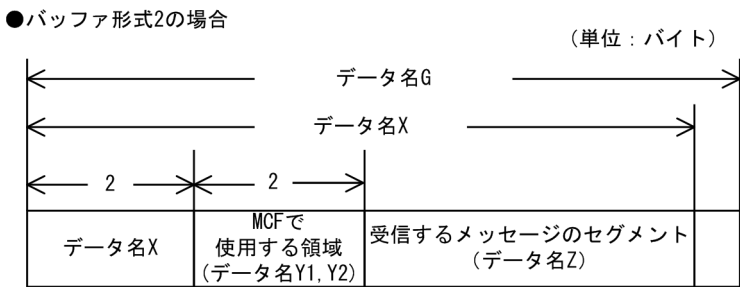 ●バッファ形式2の場合
（単位：バイト）
データ名G
データ名X
2
2
データ名X
MCFで
使用する領域
（データ名Y1,Y2）
受信するメッセージのセグメント
（データ名Z）